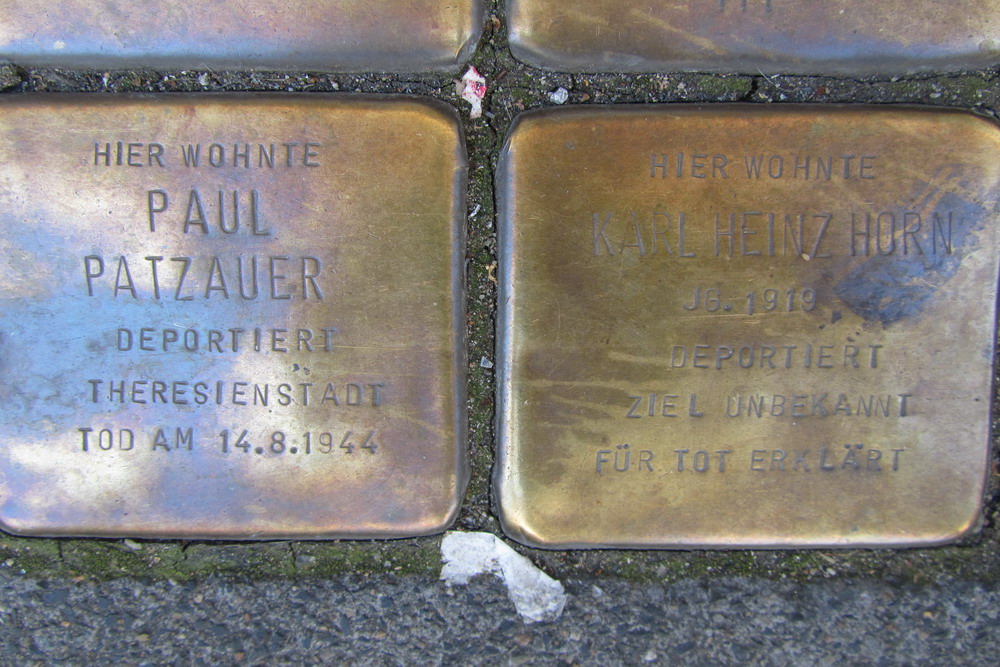 HIER WOHNTE
PAUL
PATZAUER
DEPORTIERT
THERESIENSTADT
TOD AM 14.8.1944
HIER WOHNTE
KARL HEINZ HORN
JG. 1919
DEPORTIERT
ZIEL UNBEKANNT
FÜR TOT ERKLÄRT